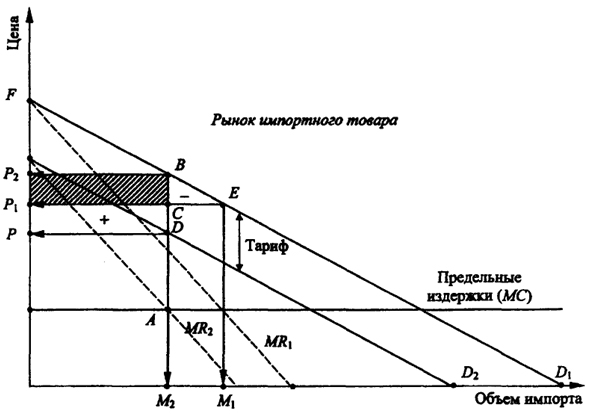 Цена
F
Рынок импортного товара
P2
B
P1
–
E
C
+
P
D
Тариф
Предельные
издержки (MC)
A
MR2
MR1
D2
D1
M2
M1
Объем импорта